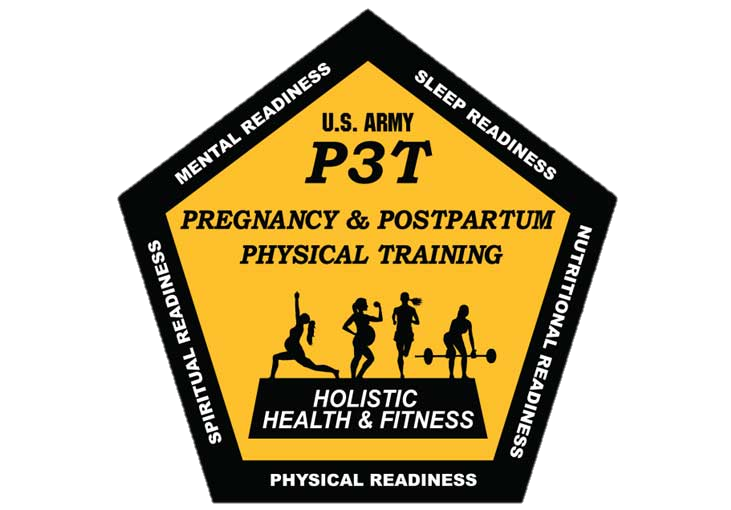 MENTAL READINESS
SLEEP READINESS
U.S. ARMY
P3T
PREGNANCY & POSTPARTUM
PHYSICAL TRAINING
SPIRITUAL READINESS
NUTRITIONAL READINESS
HOLISTIC
HEALTH & FITNESS
PHYSICAL READINESS